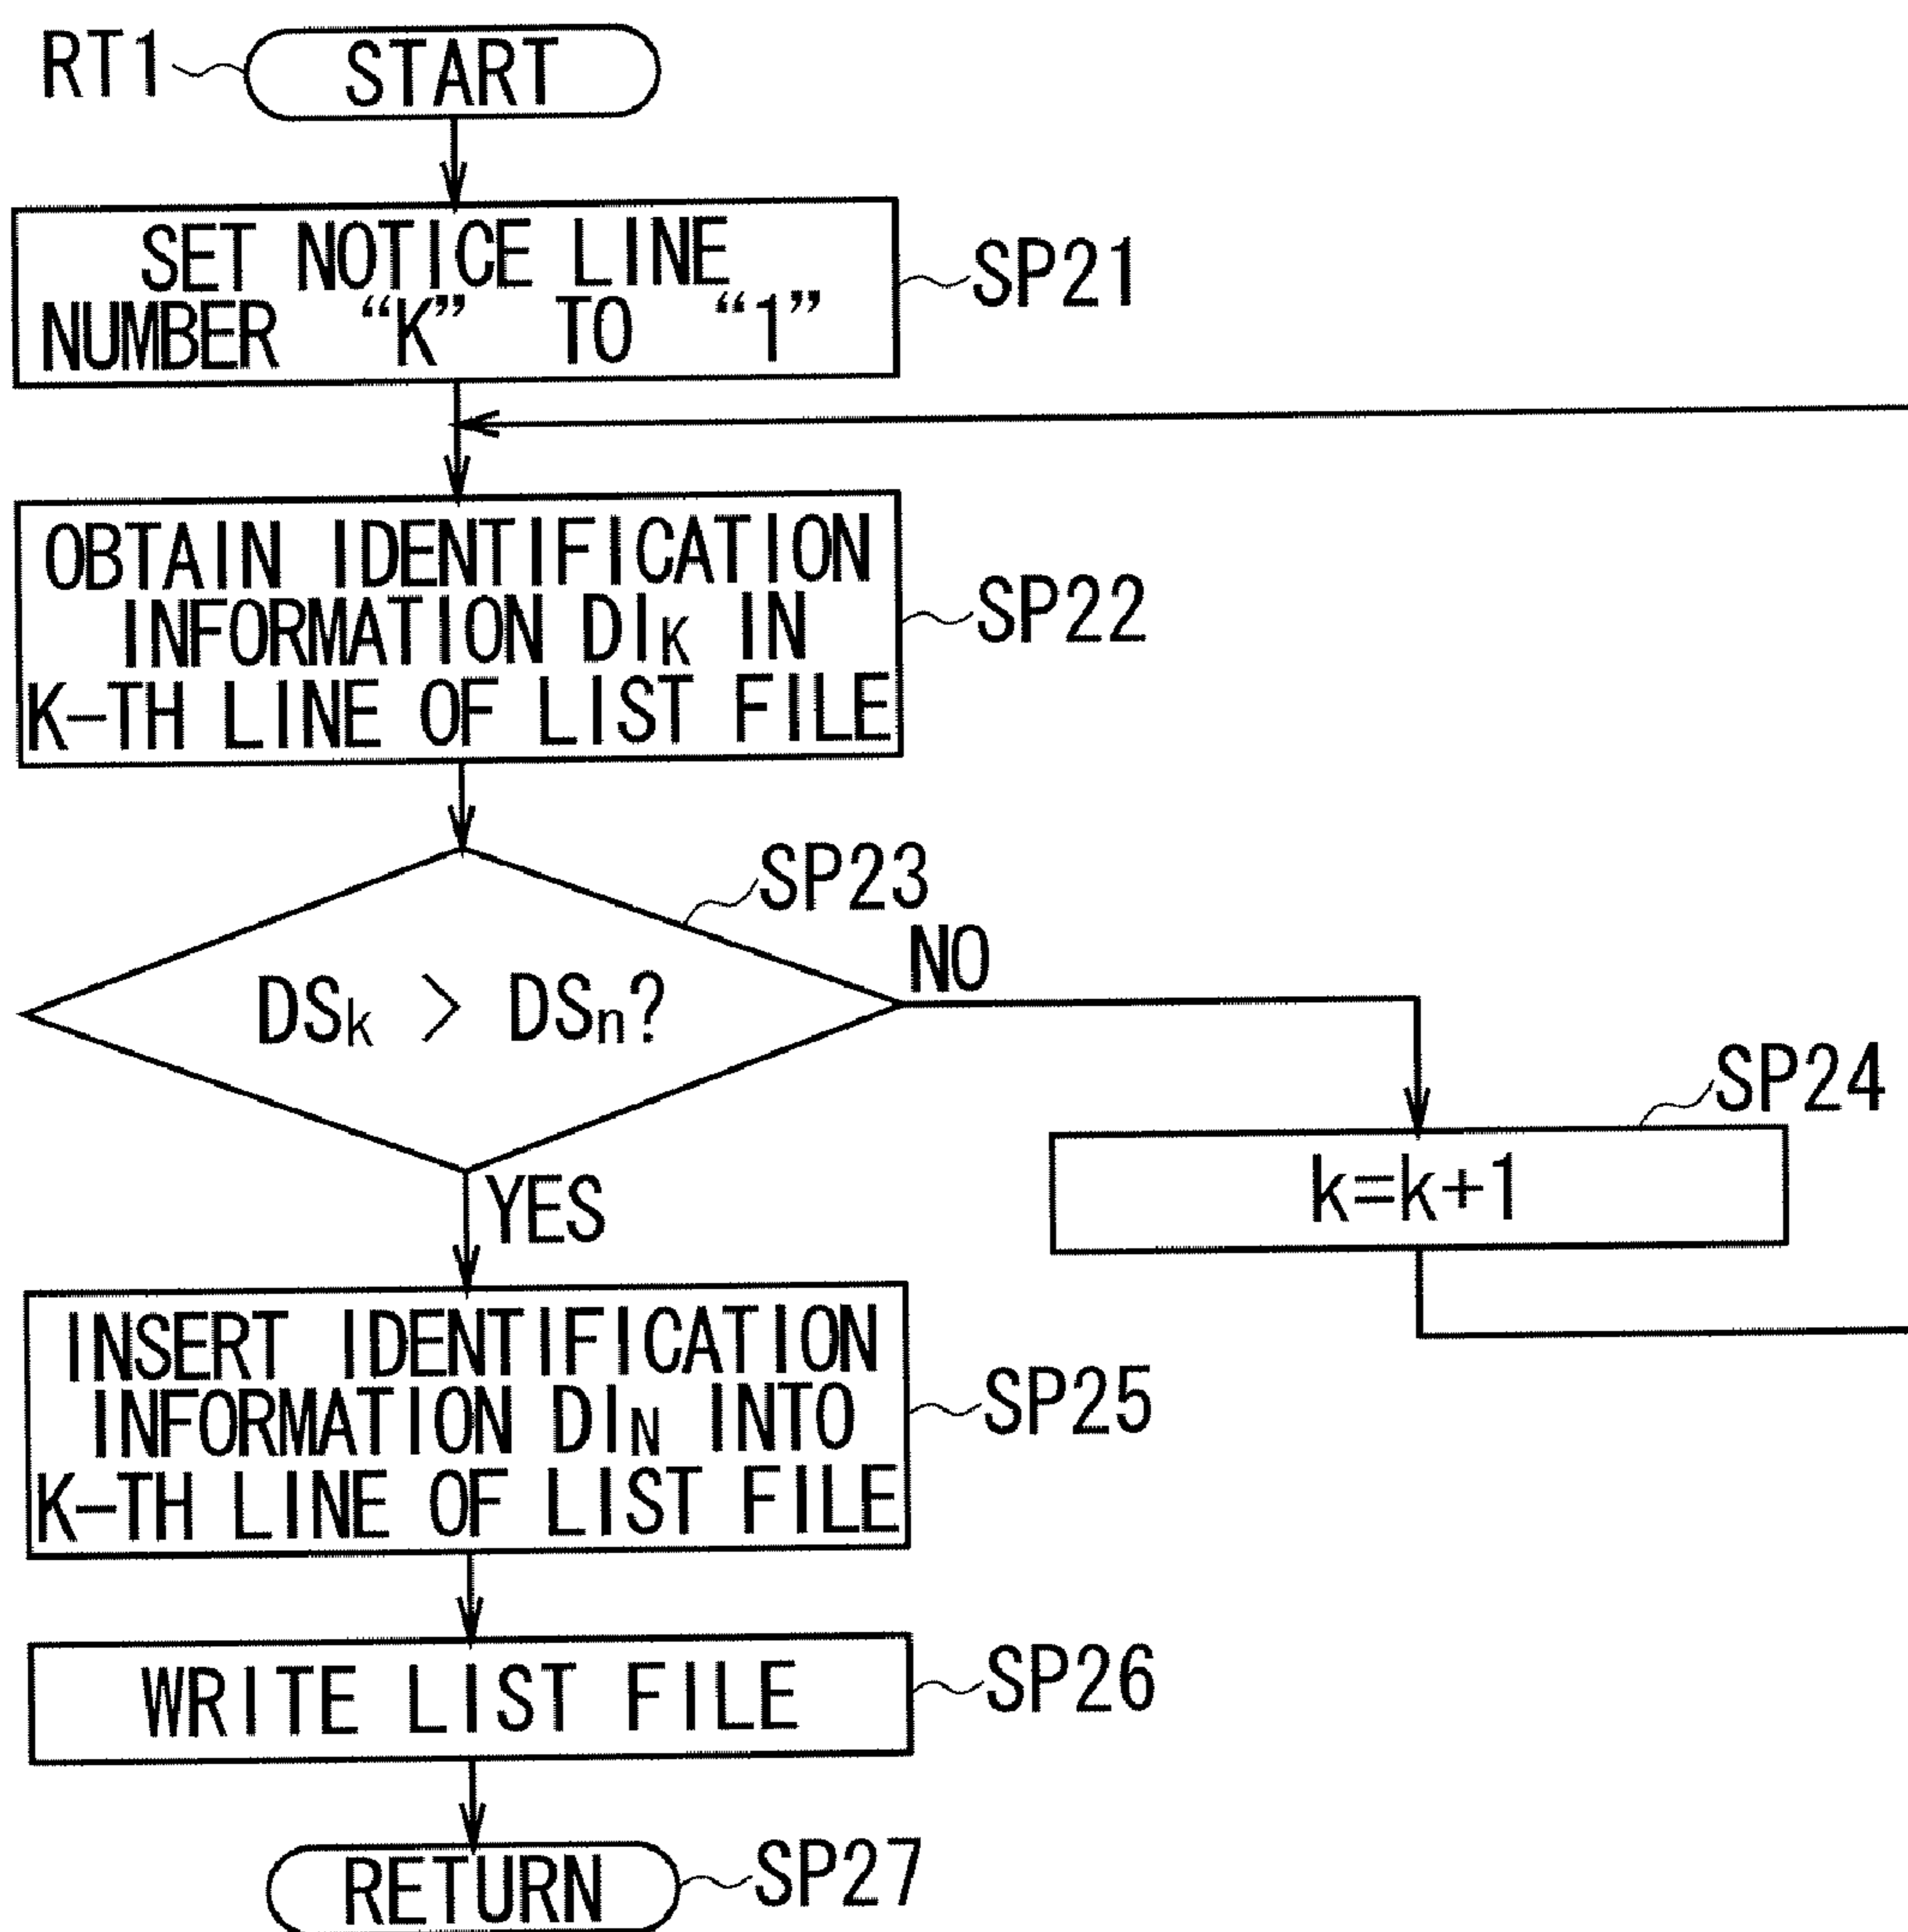 RT1
START
SET NOTICE LINE
NUMBER “K” TO “1”
SP21
OBTAIN IDENTIFICATION
INFORMATION DIK IN
K-TH LINE OF LIST FILE
SP22
SP23
DSk > DSn?
NO
SP24
k=k+1
YES
INSERT IDENTIFICATION
INFORMATION DIN INTO
K-TH LINE OF LIST FILE
SP25
WRITE LIST FILE
SP26
RETURN
SP27